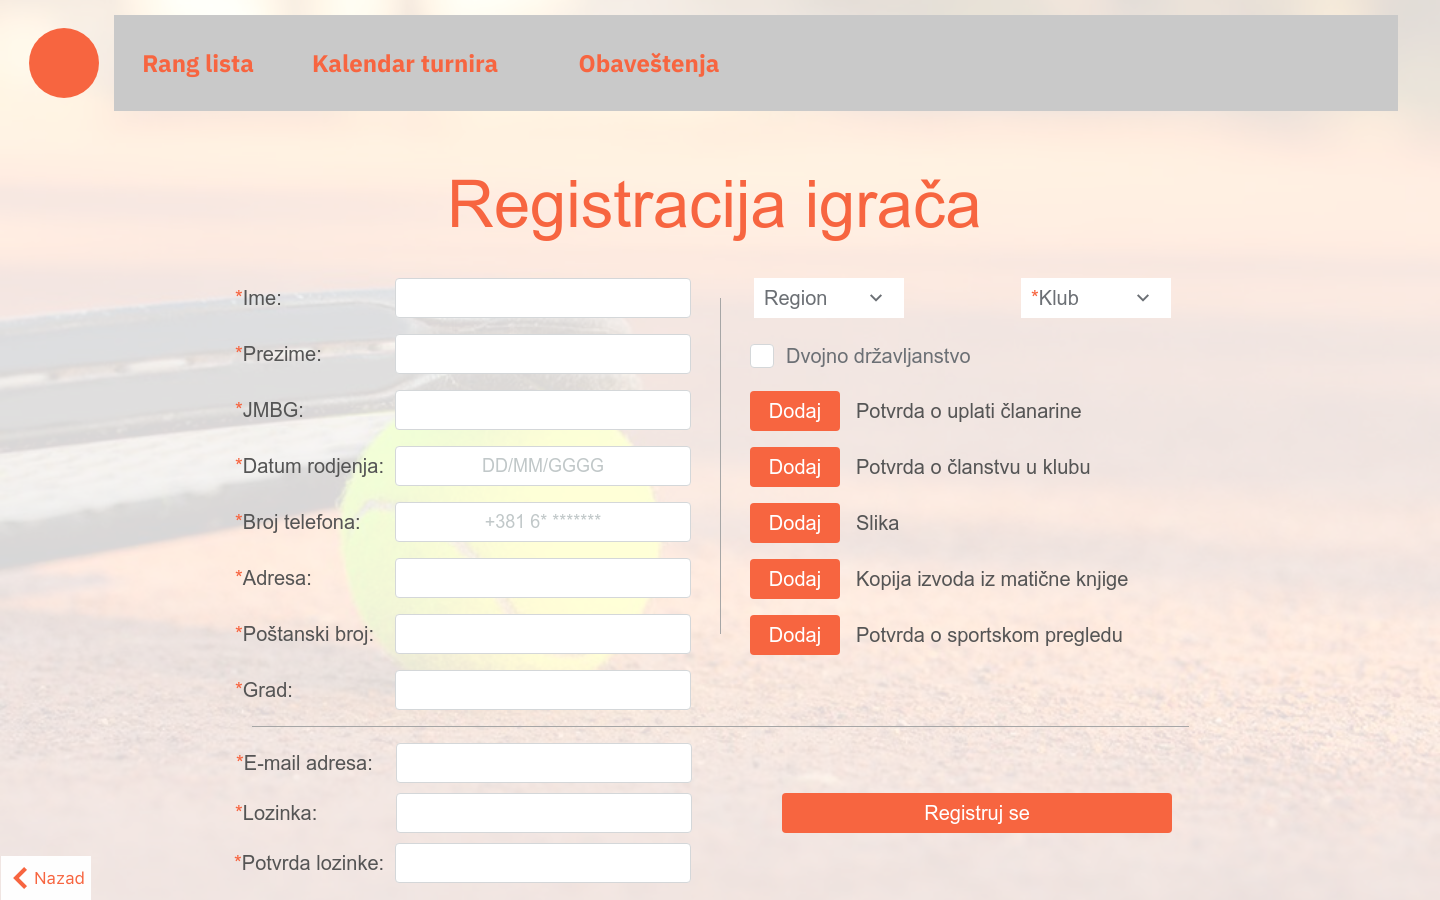 Rang lista
Kalendar turnira
Obaveštenja
Registracija igrača
*Ime:
*Prezime:
*JMBG:
*Datum rodjenja:
DD/MM/GGGG
*Broj telefona:
+381 6* *******
*Adresa:
*Poštanski broj:
*Grad:
Region
*Klub
Dvojno državljanstvo
Dodaj
Potvrda o uplati članarine
Dodaj
Potvrda o članstvu u klubu
Dodaj
Slika
Dodaj
Kopija izvoda iz matične knjige
Dodaj
Potvrda o sportskom pregledu
*E-mail adresa:
*Lozinka:
*Potvrda lozinke:
Registruj se
Nazad